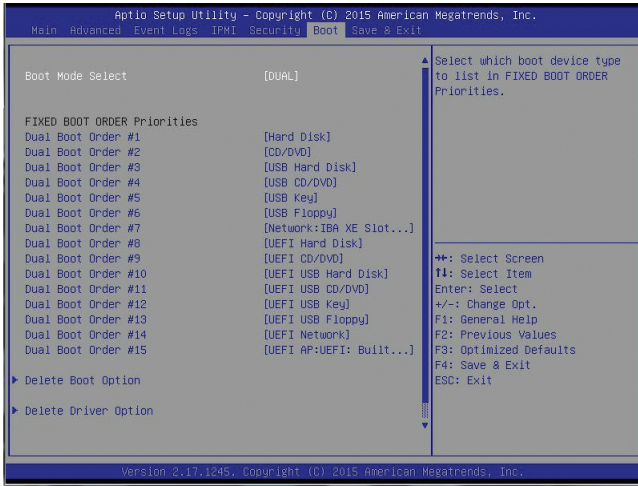 Aptio Setup Utility – Copyright (C) 2015 American Megatrends, Inc.
Main Advanced Event Logs IPMI Security Boot Save & Exit
Boot Mode Select [DUAL]
FIXED BOOT ORDER Priorities
Dual Boot Order #1 [Hard Disk]
Dual Boot Order #2 [CD/DVD]
Dual Boot Order #3 [USB Hard Disk]
Dual Boot Order #4 [USB CD/DVD]
Dual Boot Order #5 [USB Key]
Dual Boot Order #6 [USB Floppy]
Dual Boot Order #7 [Network:IBA XE Slot...]
Dual Boot Order #8 [UEFI Hard Disk]
Dual Boot Order #9 [UEFI CD/DVD]
Dual Boot Order #10 [UEFI USB Hard Disk]
Dual Boot Order #11 [UEFI USB CD/DVD]
Dual Boot Order #12 [UEFI USB Key]
Dual Boot Order #13 [UEFI USB Floppy]
Dual Boot Order #14 [UEFI Network]
Dual Boot Order #15 [UEFI AP:UEFI: Built...]
Delete Boot Option
Delete Driver Option
Select which boot device type
to list in FIXED BOOT ORDER
Priorities.
→←: Select Screen
↑↓: Select Item
Enter: Select
+/-: Change Opt.
F1: General Help
F2: Previous Values
F3: Optimized Defaults
F4: Save & Exit
ESC: Exit
Version 2.17.1245. Copyright (C) 2015 American Megatrends, Inc.